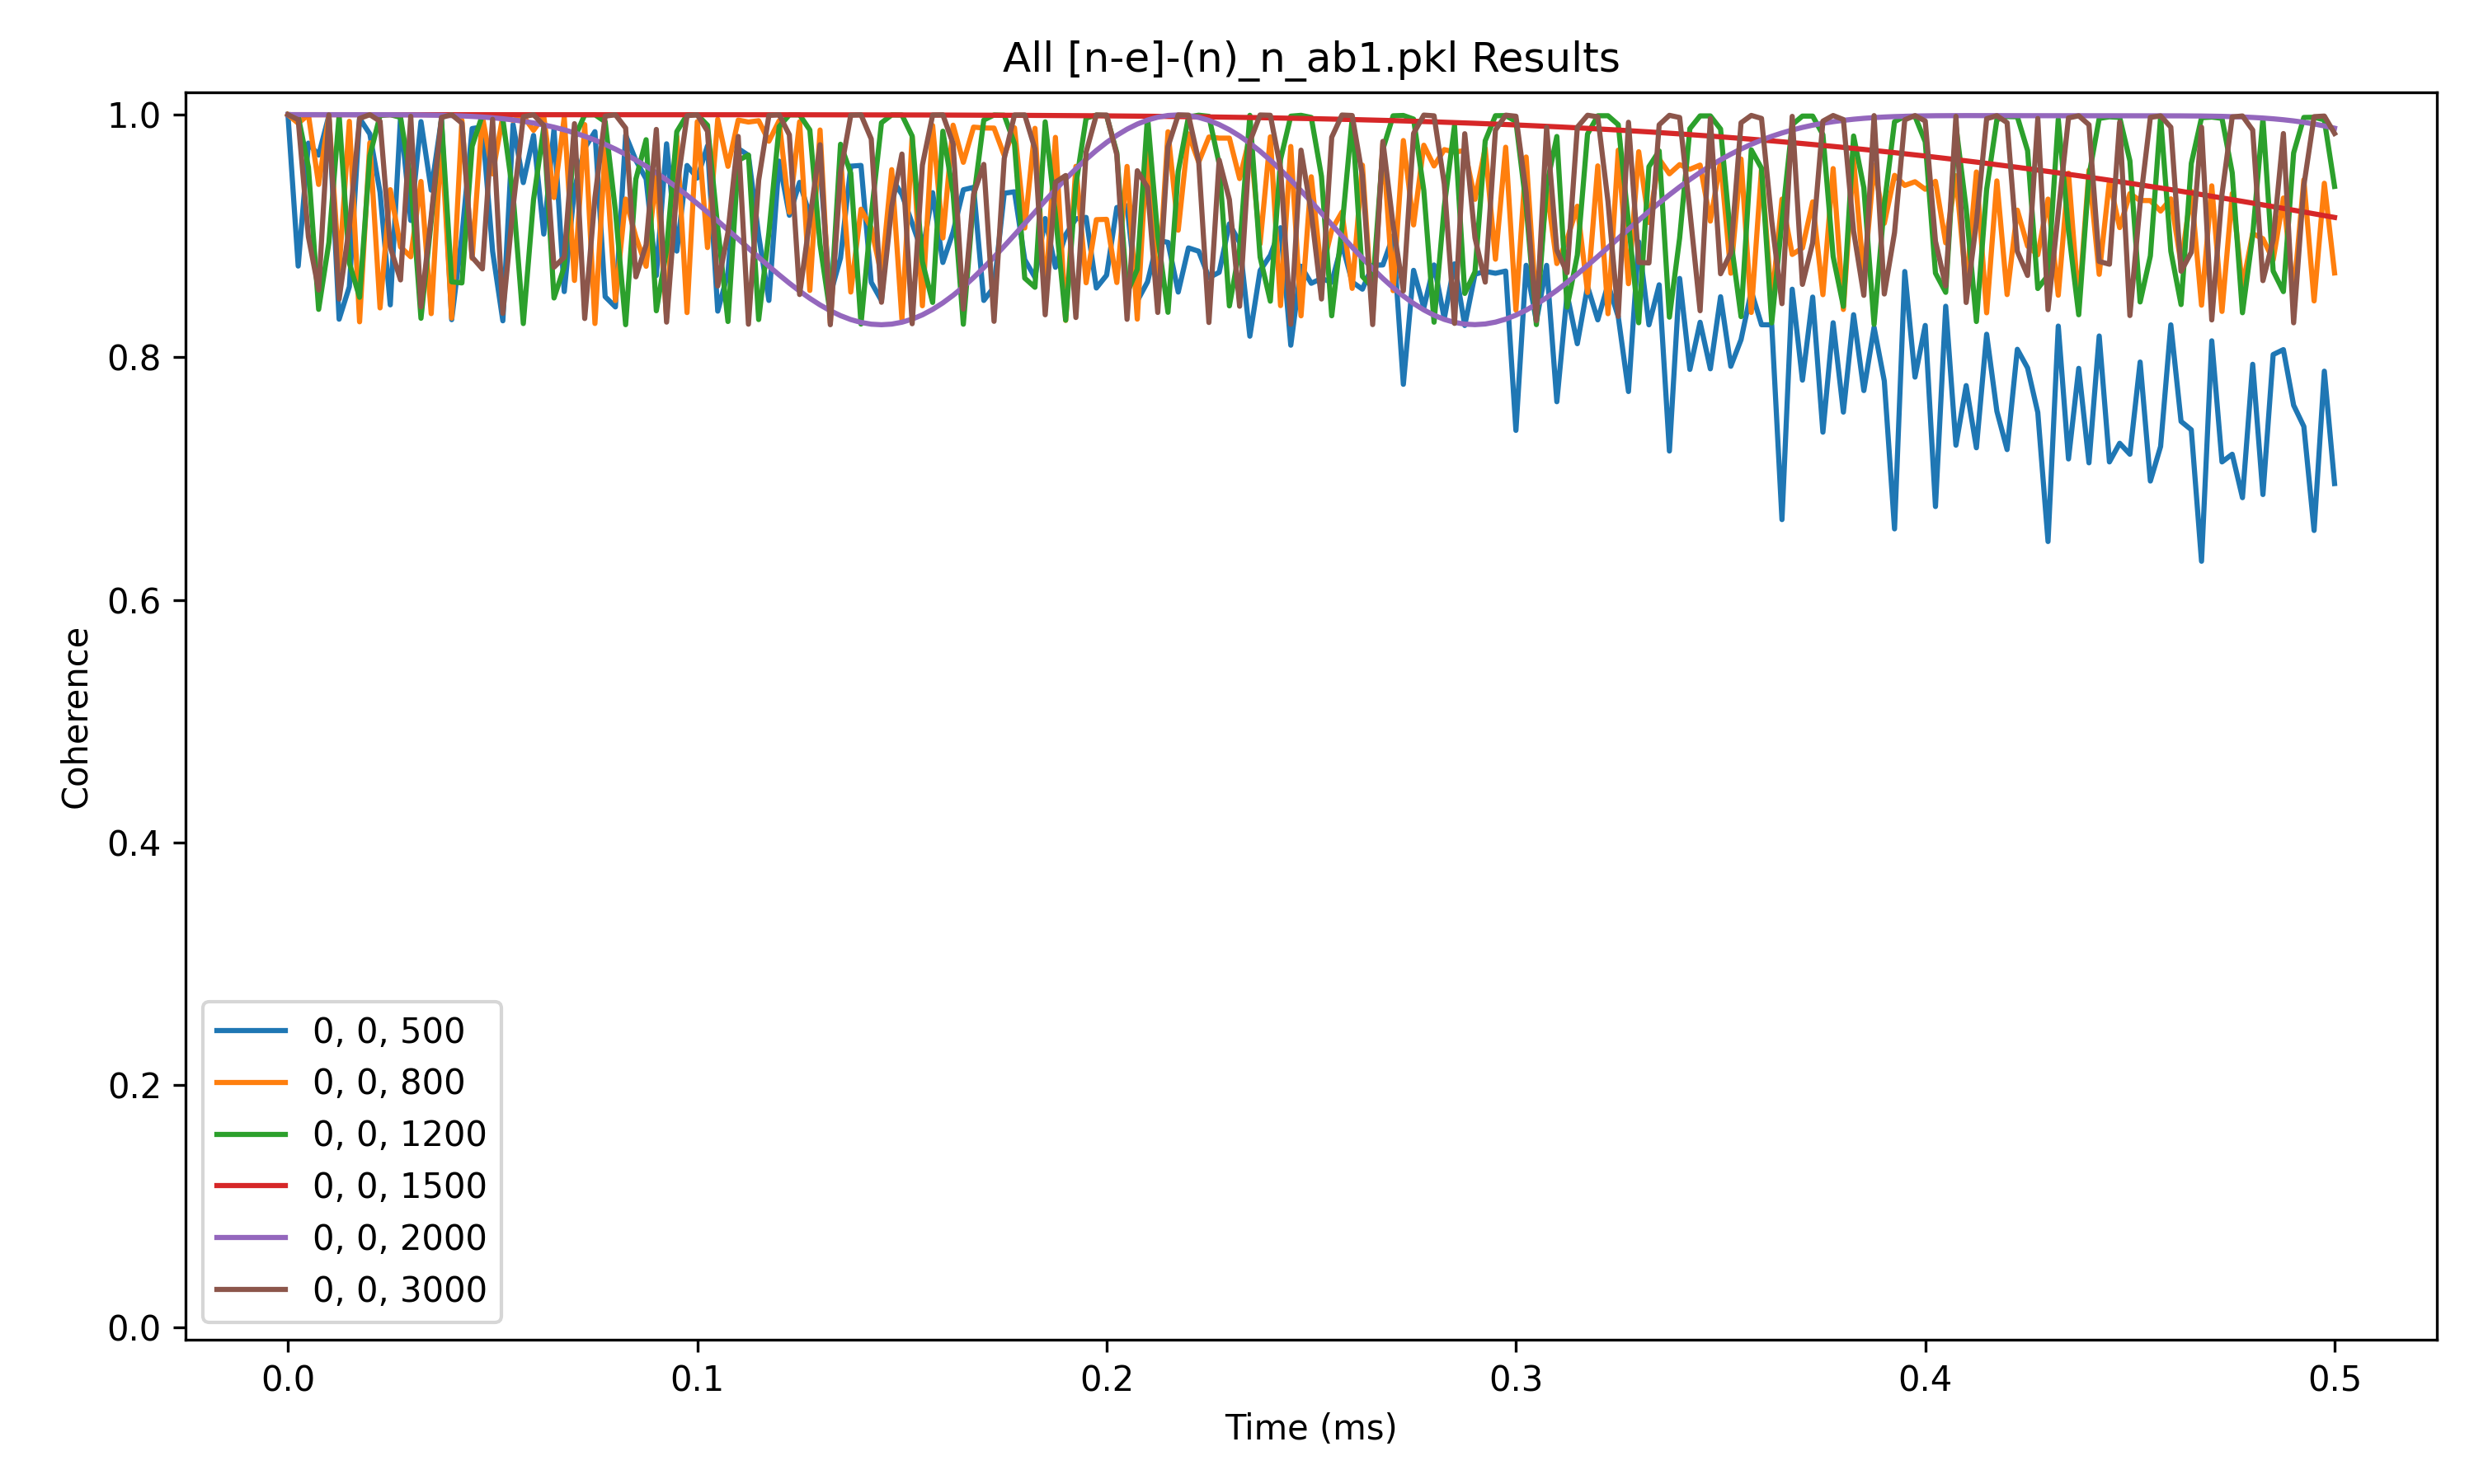 All [n-e]-(n)_n_ab1.pkl Results
Coherence
1.0
0.8
0.6
0.4
0.2
0.0
0, 0, 500
0, 0, 800
0, 0, 1200
0, 0, 1500
0, 0, 2000
0, 0, 3000
0.0 0.1 0.2 0.3 0.4 0.5
Time (ms)